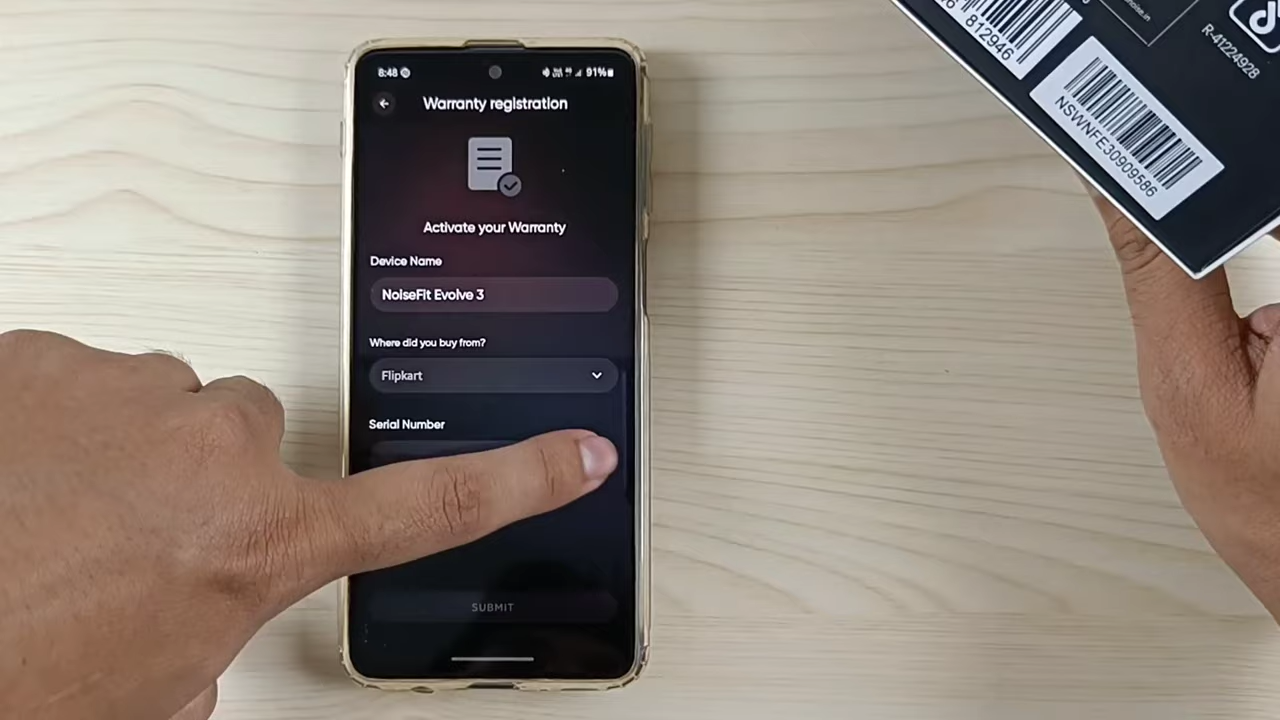 8:48
91%
Warranty registration
Activate your Warranty
Device Name
NoiseFit Evolve 3
Where did you buy from?
Flipkart
Serial Number
SUBMIT
812946
NSWNFE30909586
R-41224928